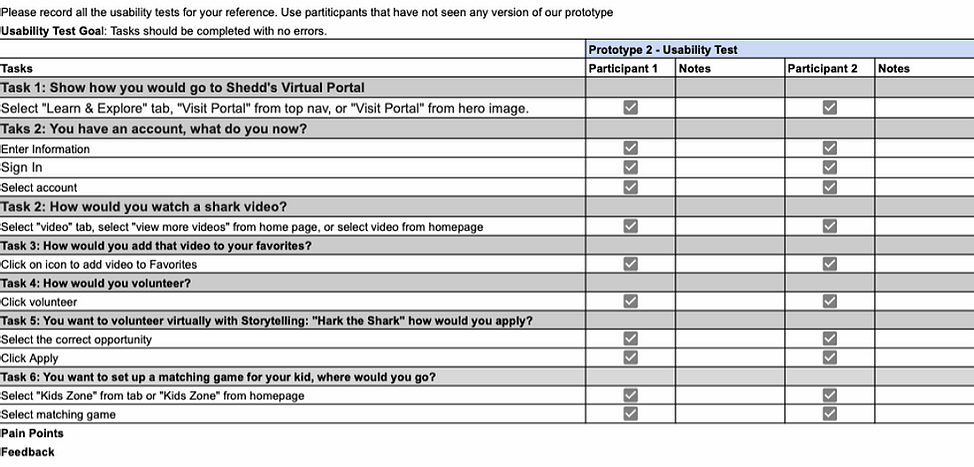 Please record all the usability tests for your reference. Use partiticpants that have not seen any version of our prototype
Usability Test Goal: Tasks should be completed with no errors.
Prototype 2 - Usability Test
Tasks Participant 1 Notes Participant 2 Notes
Task 1: Show how you would go to Shedd's Virtual Portal
Select "Learn & Explore" tab, "Visit Portal" from top nav, or "Visit Portal" from hero image.
Taks 2: You have an account, what do you now?
Enter Information
Sign In
Select account
Task 2: How would you watch a shark video?
Select "video" tab, select "view more videos" from home page, or select video from homepage
Task 3: How would you add that video to your favorites?
Click on icon to add video to Favorites
Task 4: How would you volunteer?
Click volunteer
Task 5: You want to volunteer virtually with Storytelling: "Hark the Shark" how would you apply?
Select the correct opportunity
Click Apply
Task 6: You want to set up a matching game for your kid, where would you go?
Select "Kids Zone" from tab or "Kids Zone" from homepage
Select matching game
Pain Points
Feedback